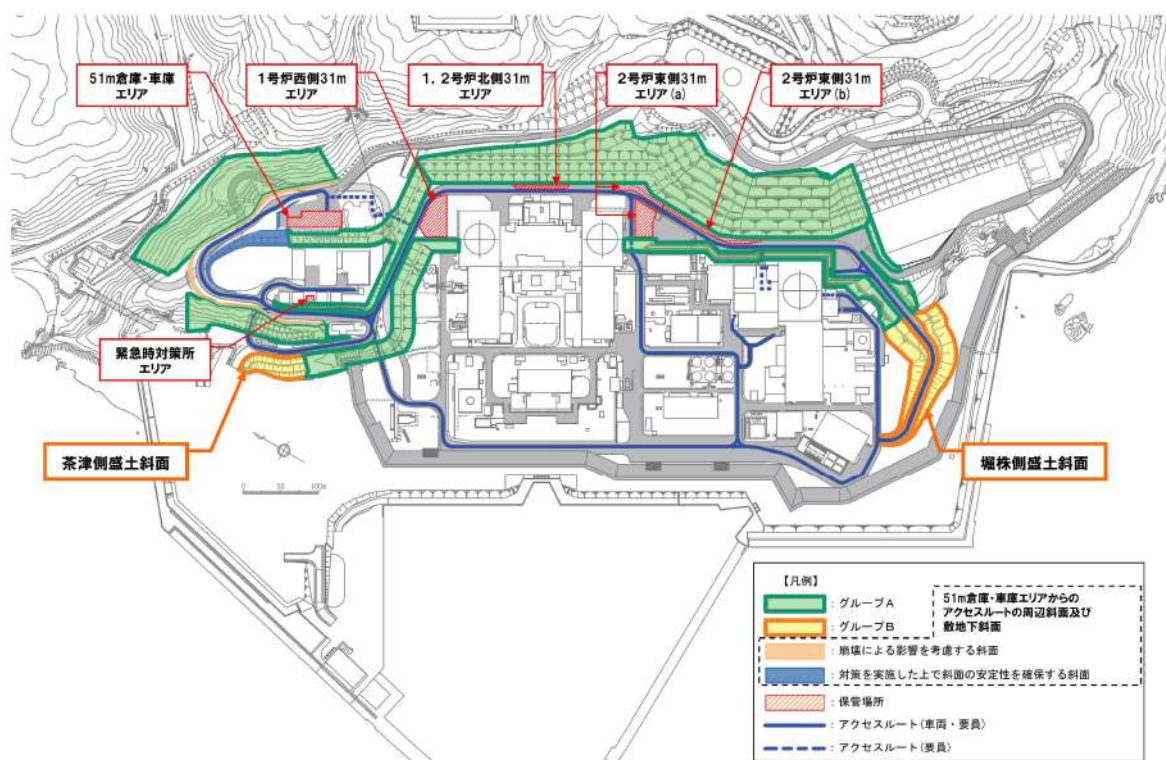 51m倉庫・車庫
エリア
1号炉西側31m
エリア
1,2号炉北側31m
エリア
2号炉東側31m
エリア(a)
2号炉東側31m
エリア(b)
緊急時対策所
エリア
茶津側盛土斜面
堀株側盛土斜面
0 50 100m
【凡例】
:グループA
:グループB
51m倉庫・車庫エリアからの
アクセスルートの周辺斜面及び
敷地下斜面
:崩壊による影響を考慮する斜面
:対策を実施した上で斜面の安定性を確保する斜面
:保管場所
:アクセスルート(車両・要員)
:アクセスルート(要員)